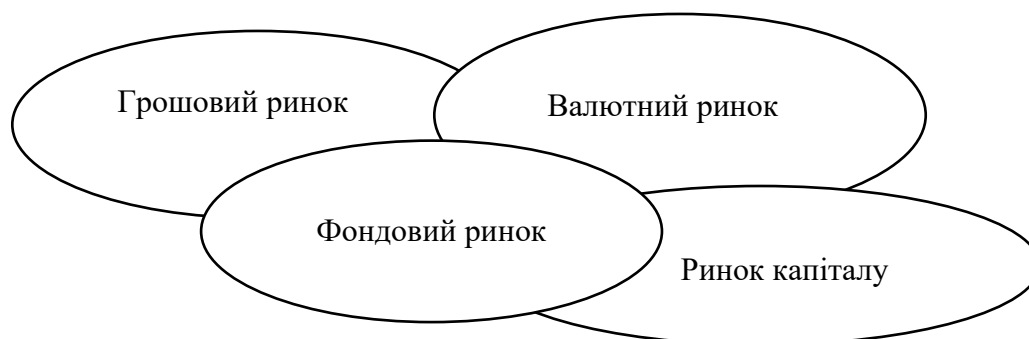 Грошовий ринок
Валютний ринок
Фондовий ринок
Ринок капіталу